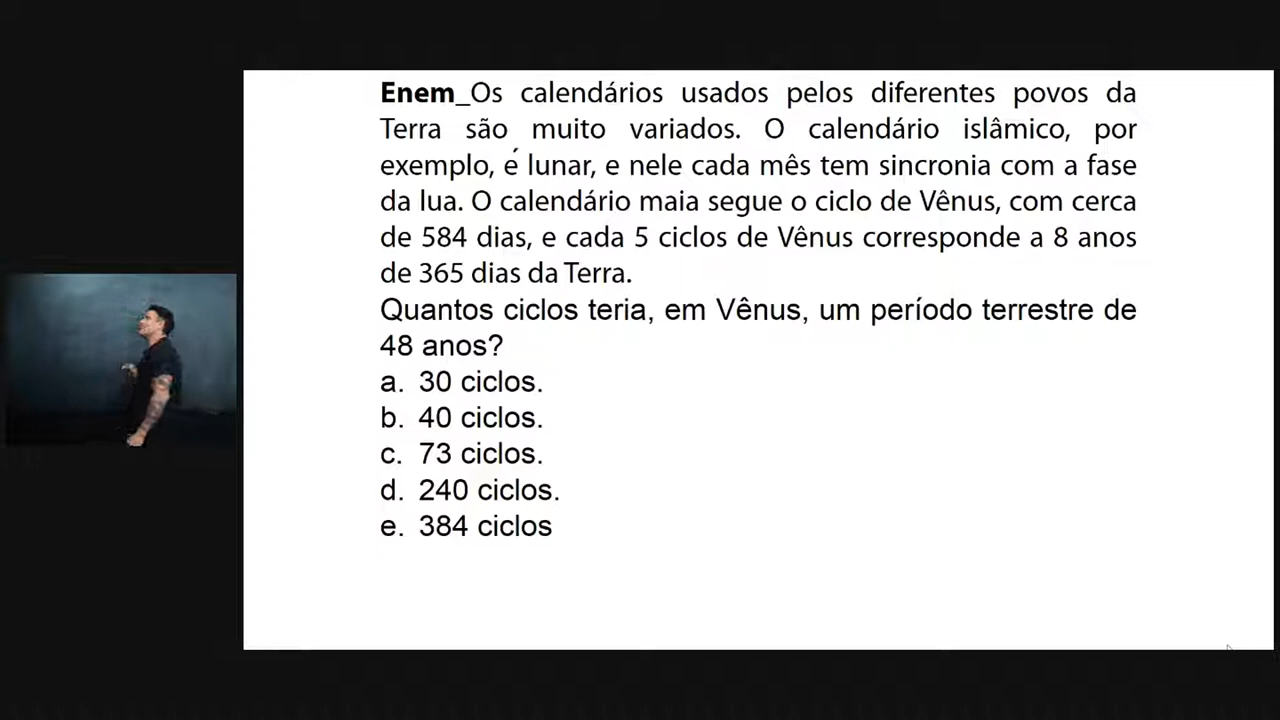 Enem_Os calendários usados pelos diferentes povos da
Terra são muito variados. O calendário islâmico, por
exemplo, é lunar, e nele cada mês tem sincronia com a fase
da lua. O calendário maia segue o ciclo de Vênus, com cerca
de 584 dias, e cada 5 ciclos de Vênus corresponde a 8 anos
de 365 dias da Terra.
Quantos ciclos teria, em Vênus, um período terrestre de
48 anos?
a. 30 ciclos.
b. 40 ciclos.
c. 73 ciclos.
d. 240 ciclos.
e. 384 ciclos